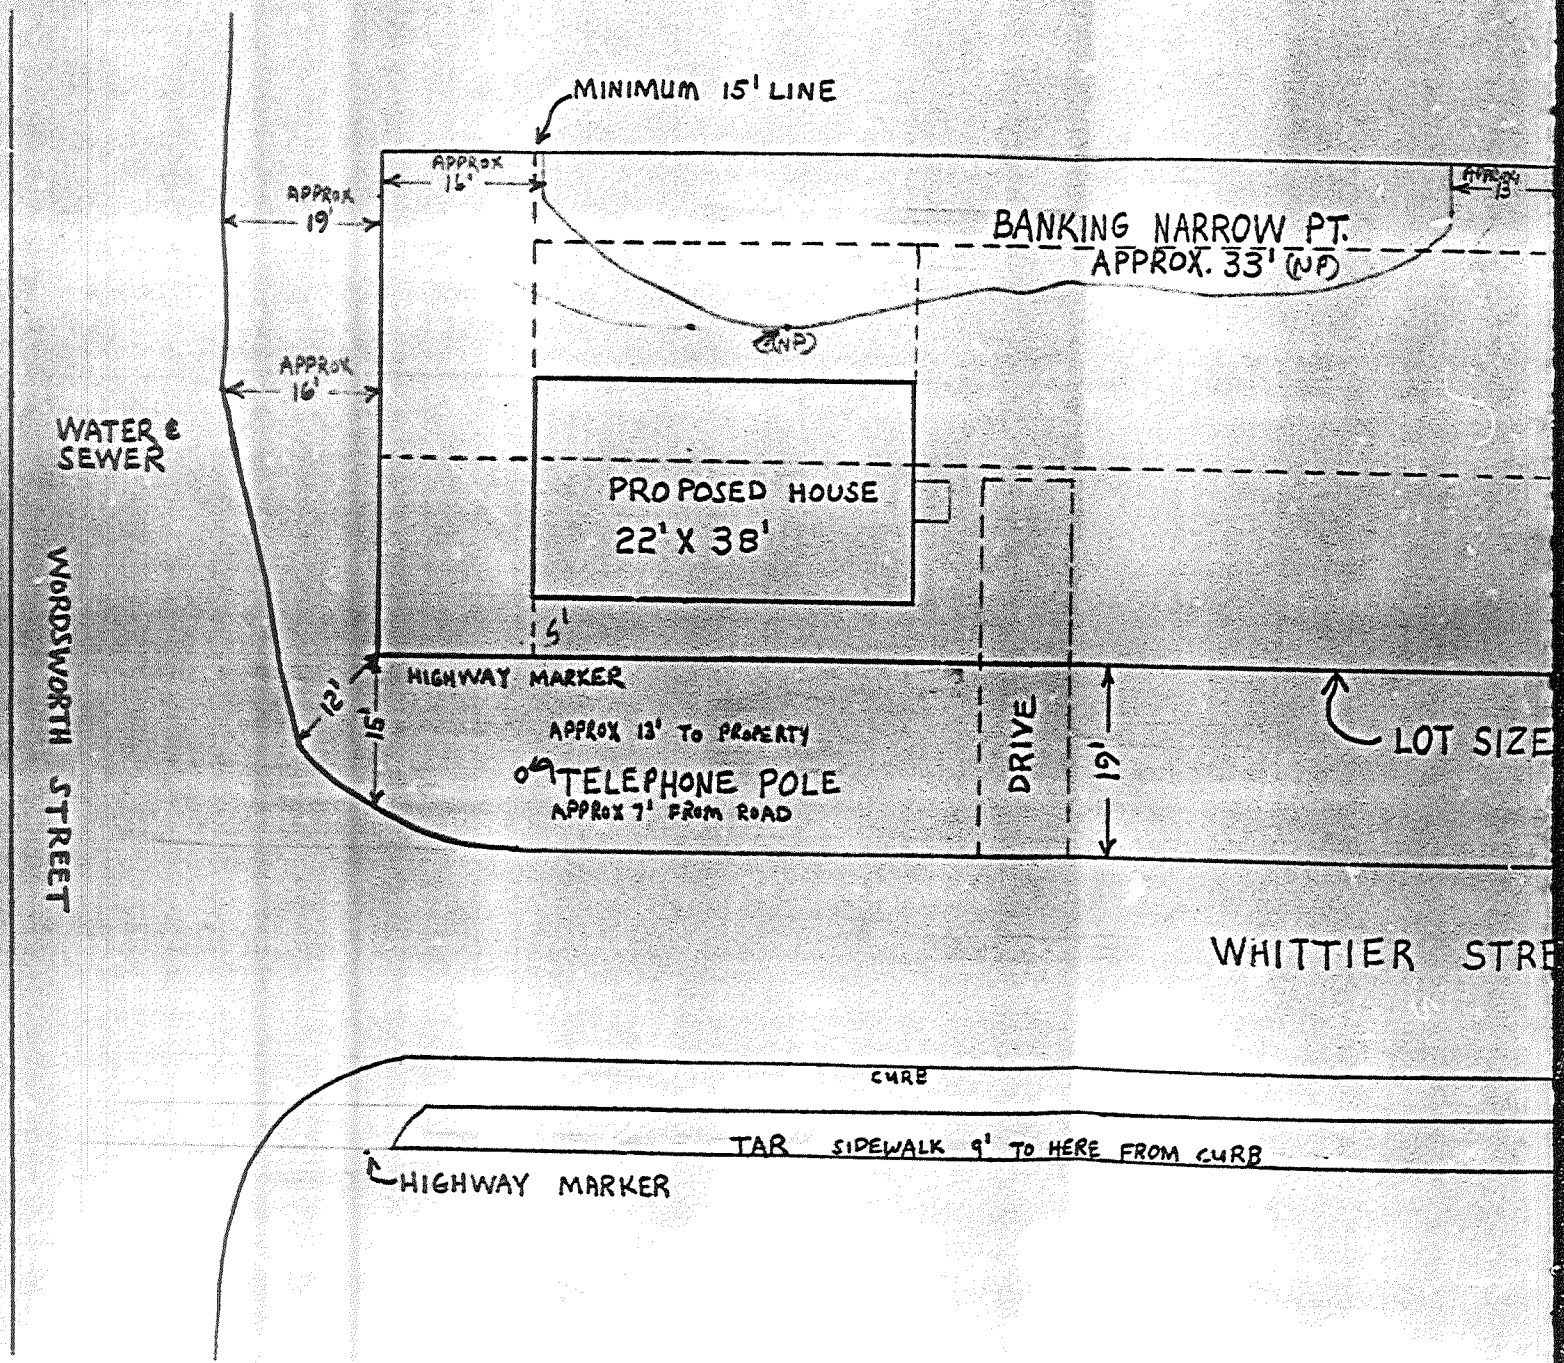 MINIMUM 15' LINE
APPROX
16'
APPROX
13'
APPROX
19'
BANKING NARROW PT.
APPROX. 33' (NP)
(NP)
APPROX
16'
WATER &
SEWER
PROPOSED HOUSE
22' X 38'
5'
HIGHWAY MARKER
12'
15'
APPROX 13' TO PROPERTY
TELEPHONE POLE
APPROX 7' FROM ROAD
DRIVE
19'
LOT SIZE
WORDSWORTH STREET
WHITTIER STRE
CURB
TAR SIDEWALK 9' TO HERE FROM CURB
HIGHWAY MARKER